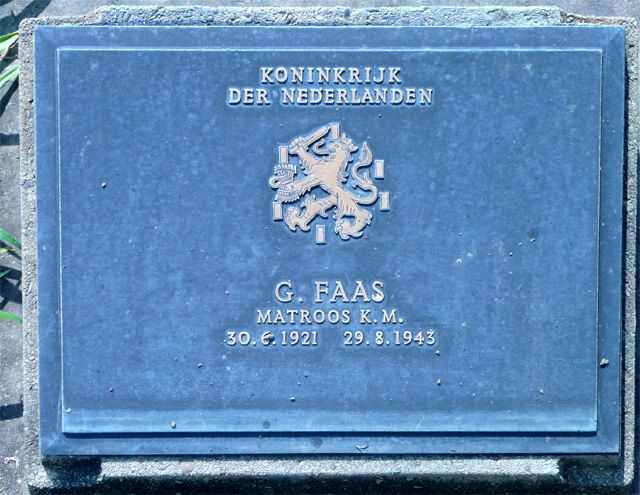 KONINKRIJK
DER NEDERLANDEN
G. FAAS
MATROOS K.M.
30.6.1921 29.8.1943